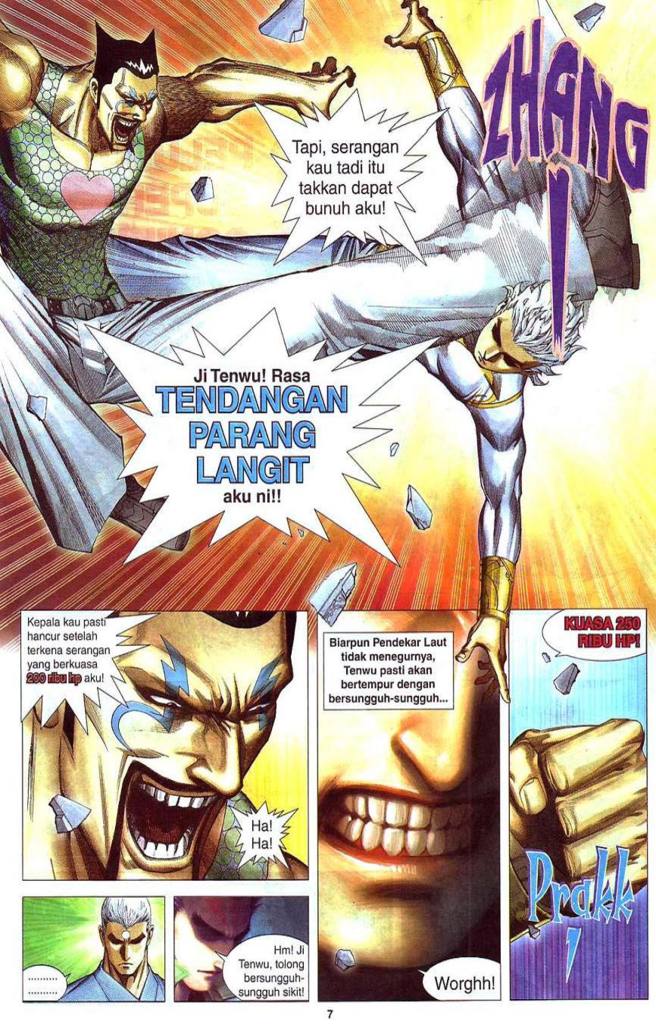 ZHANG!
Tapi, serangan
kau tadi itu
takkan dapat
bunuh aku!
Ji Tenwu! Rasa
TENDANGAN
PARANG
LANGIT
aku ni!!
Kepala kau pasti
hancur setelah
terkena serangan
yang berkuasa
200 ribu hp aku!
Ha!
Ha!
Biarpun Pendekar Laut
tidak menegurnya,
Tenwu pasti akan
bertempur dengan
bersungguh-sungguh...
KUASA 250
RIBU HP!
Prakk!
..........
..........
Hm! Ji
Tenwu, tolong
bersungguh-
sungguh sikit!
Worghh!
7